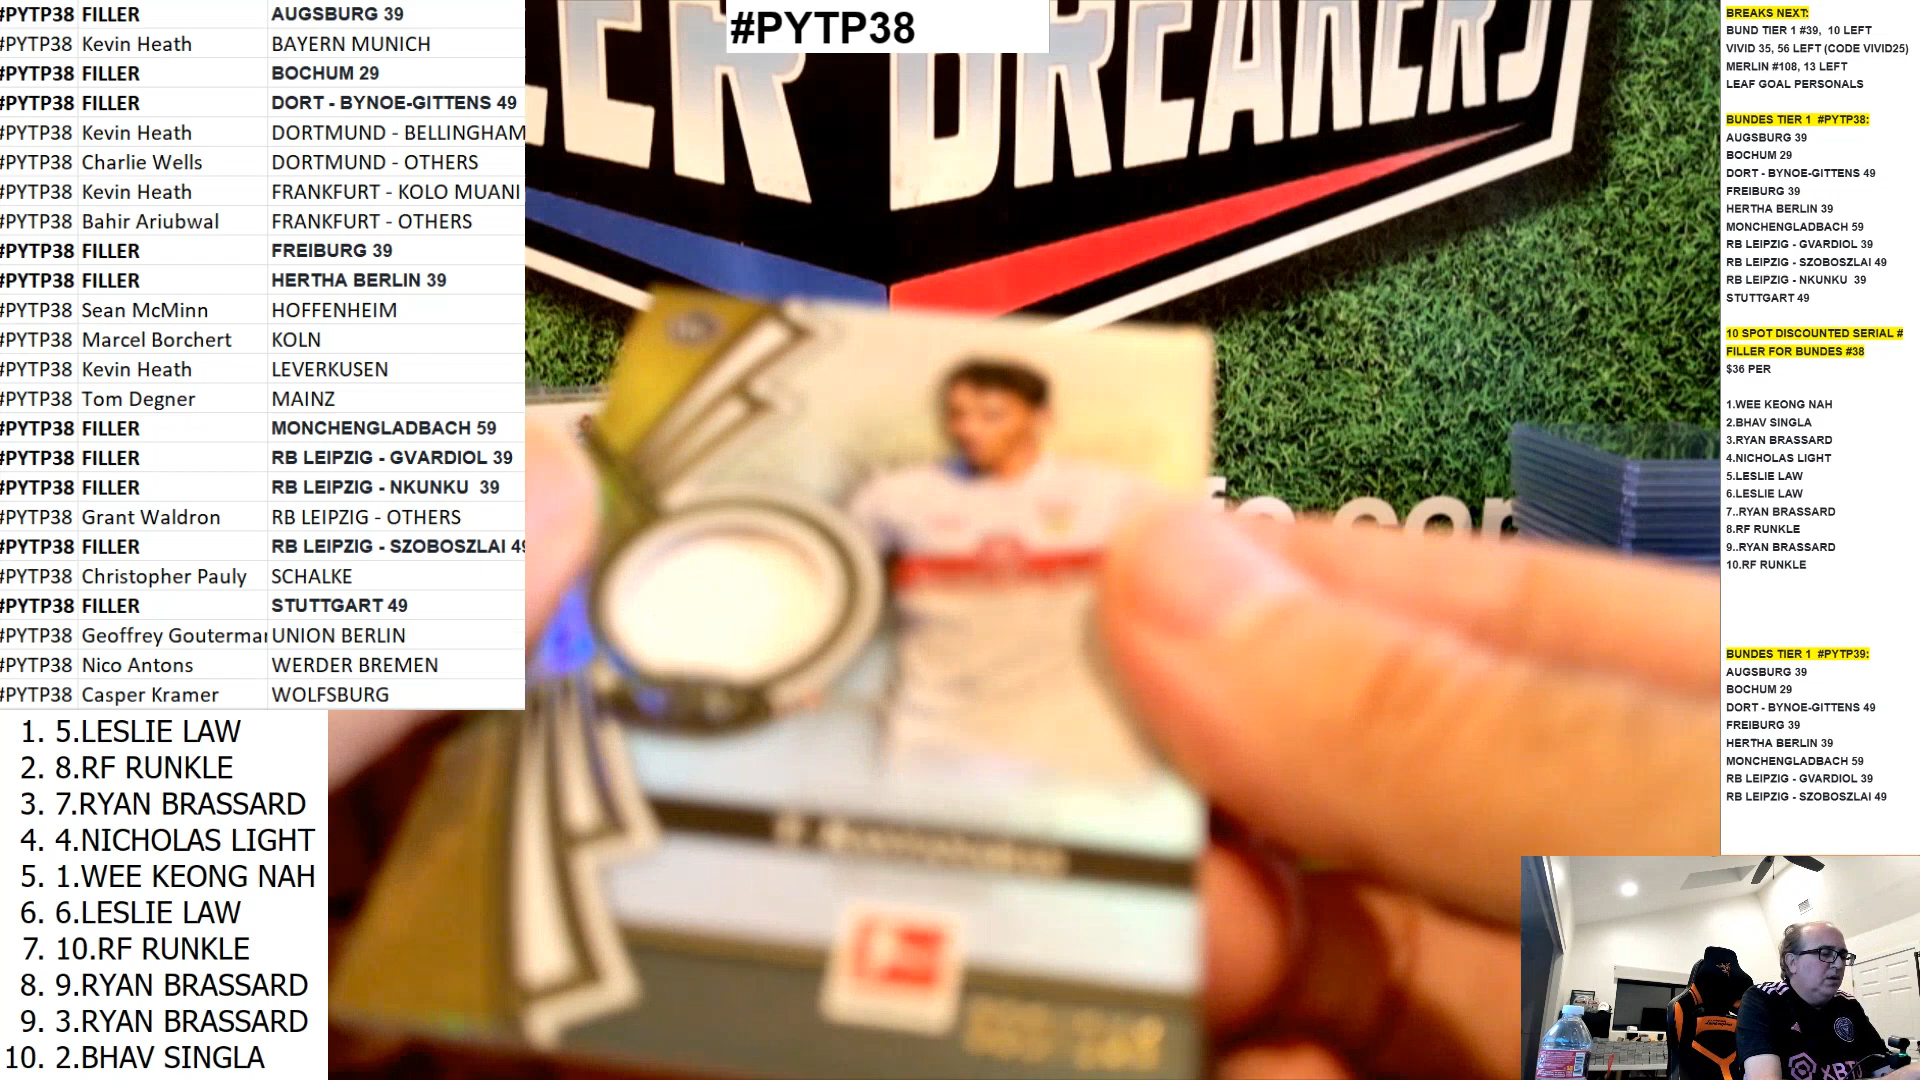 #PYTP38 FILLER AUGSBURG 39
#PYTP38 Kevin Heath BAYERN MUNICH
#PYTP38 FILLER BOCHUM 29
#PYTP38 FILLER DORT - BYNOE-GITTENS 49
#PYTP38 Kevin Heath DORTMUND - BELLINGHAM
#PYTP38 Charlie Wells DORTMUND - OTHERS
#PYTP38 Kevin Heath FRANKFURT - KOLO MUANI
#PYTP38 Bahir Ariubwal FRANKFURT - OTHERS
#PYTP38 FILLER FREIBURG 39
#PYTP38 FILLER HERTHA BERLIN 39
#PYTP38 Sean McMinn HOFFENHEIM
#PYTP38 Marcel Borchert KOLN
#PYTP38 Kevin Heath LEVERKUSEN
#PYTP38 Tom Degner MAINZ
#PYTP38 FILLER MONCHENGLADBACH 59
#PYTP38 FILLER RB LEIPZIG - GVARDIOL 39
#PYTP38 FILLER RB LEIPZIG - NKUNKU 39
#PYTP38 Grant Waldron RB LEIPZIG - OTHERS
#PYTP38 FILLER RB LEIPZIG - SZOBOSZLAI 49
#PYTP38 Christopher Pauly SCHALKE
#PYTP38 FILLER STUTTGART 49
#PYTP38 Geoffrey Gouterman UNION BERLIN
#PYTP38 Nico Antons WERDER BREMEN
#PYTP38 Casper Kramer WOLFSBURG
1. 5.LESLIE LAW
2. 8.RF RUNKLE
3. 7.RYAN BRASSARD
4. 4.NICHOLAS LIGHT
5. 1.WEE KEONG NAH
6. 6.LESLIE LAW
7. 10.RF RUNKLE
8. 9.RYAN BRASSARD
9. 3.RYAN BRASSARD
10. 2.BHAV SINGLA
#PYTP38
LER BREAKERS
.com
BREAKS NEXT:
BUND TIER 1 #39, 10 LEFT
VIVID 35, 56 LEFT (CODE VIVID25)
MERLIN #108, 13 LEFT
LEAF GOAL PERSONALS
BUNDES TIER 1 #PYTP38:
AUGSBURG 39
BOCHUM 29
DORT - BYNOE-GITTENS 49
FREIBURG 39
HERTHA BERLIN 39
MONCHENGLADBACH 59
RB LEIPZIG - GVARDIOL 39
RB LEIPZIG - SZOBOSZLAI 49
RB LEIPZIG - NKUNKU 39
STUTTGART 49
10 SPOT DISCOUNTED SERIAL #
FILLER FOR BUNDES #38
$36 PER
1.WEE KEONG NAH
2.BHAV SINGLA
3.RYAN BRASSARD
4.NICHOLAS LIGHT
5.LESLIE LAW
6.LESLIE LAW
7..RYAN BRASSARD
8.RF RUNKLE
9..RYAN BRASSARD
10.RF RUNKLE
BUNDES TIER 1 #PYTP39:
AUGSBURG 39
BOCHUM 29
DORT - BYNOE-GITTENS 49
FREIBURG 39
HERTHA BERLIN 39
MONCHENGLADBACH 59
RB LEIPZIG - GVARDIOL 39
RB LEIPZIG - SZOBOSZLAI 49